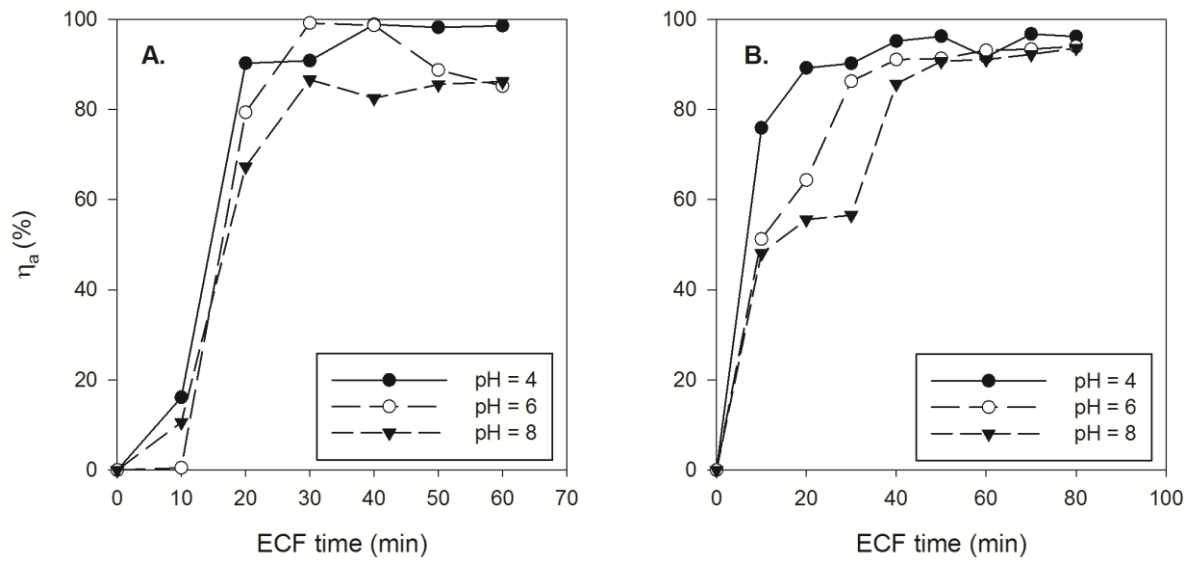 A.
100
80
60
40
20
0
ηa (%)
pH = 4
pH = 6
pH = 8
0 10 20 30 40 50 60 70
ECF time (min)
B.
100
80
60
40
20
0
pH = 4
pH = 6
pH = 8
0 20 40 60 80 100
ECF time (min)